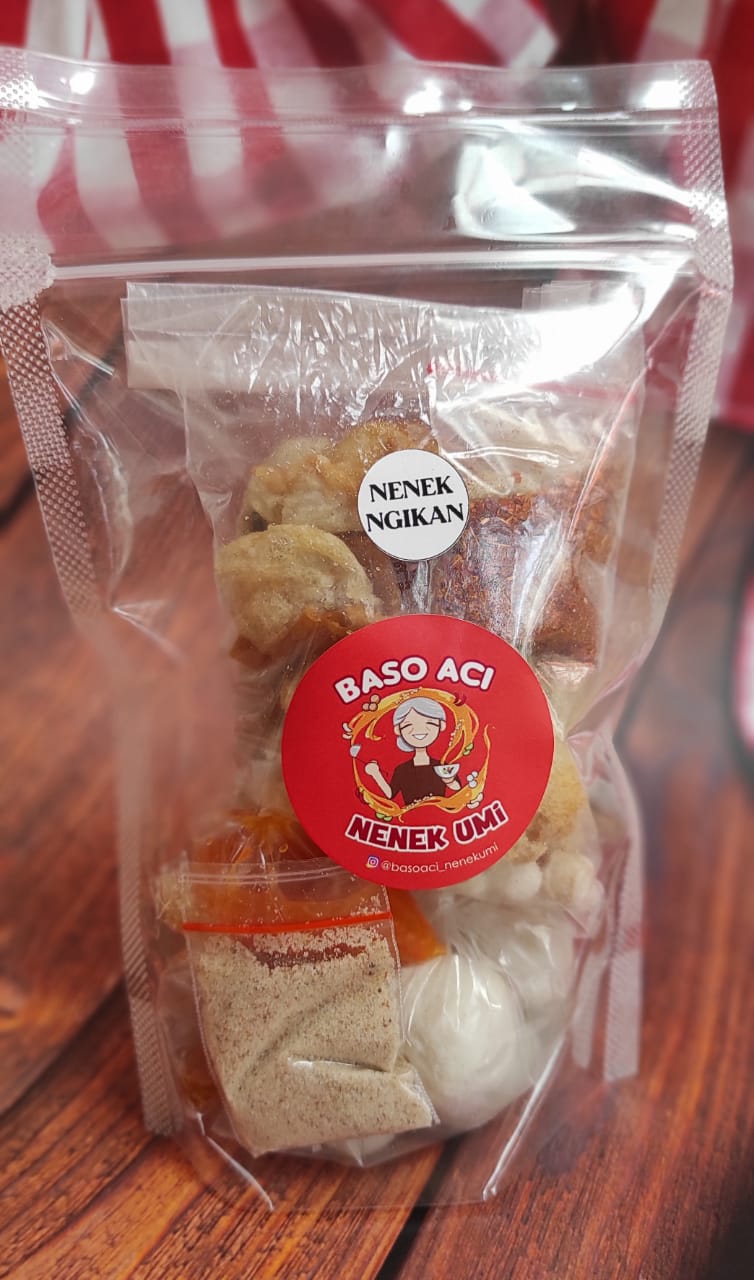 NENEK
NGIKAN
BASO ACI
NENEK UMi
@basoaci_nenekumi